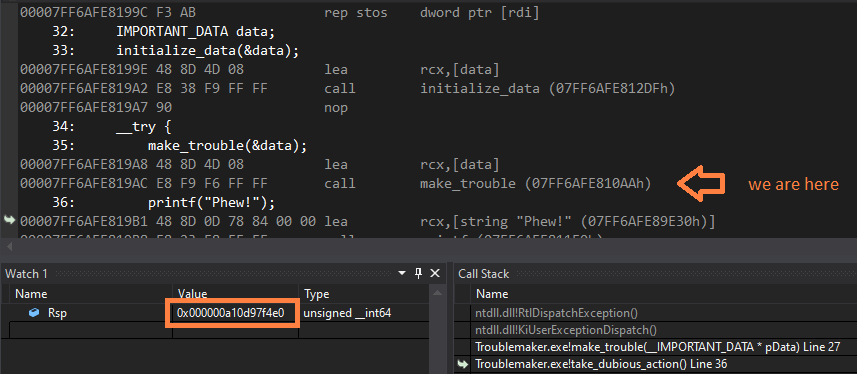 00007FF6AFE8199C F3 AB rep stos dword ptr [rdi]
32: IMPORTANT_DATA data;
33: initialize_data(&data);
00007FF6AFE8199E 48 8D 4D 08 lea rcx,[data]
00007FF6AFE819A2 E8 38 F9 FF FF call initialize_data (07FF6AFE812DFh)
00007FF6AFE819A7 90 nop
34: __try {
35: make_trouble(&data);
00007FF6AFE819A8 48 8D 4D 08 lea rcx,[data]
00007FF6AFE819AC E8 F9 F6 FF FF call make_trouble (07FF6AFE810AAh)
we are here
36: printf("Phew!");
00007FF6AFE819B1 48 8D 0D 78 84 00 00 lea rcx,[string "Phew!" (07FF6AFE89E30h)]
Watch 1
Name Value Type
Rsp 0x000000a10d97f4e0 unsigned __int64
Call Stack
Name
ntdll.dll!RtlDispatchException()
ntdll.dll!KiUserExceptionDispatch()
Troublemaker.exe!make_trouble(__IMPORTANT_DATA * pData) Line 27
Troublemaker.exe!take_dubious_action() Line 36